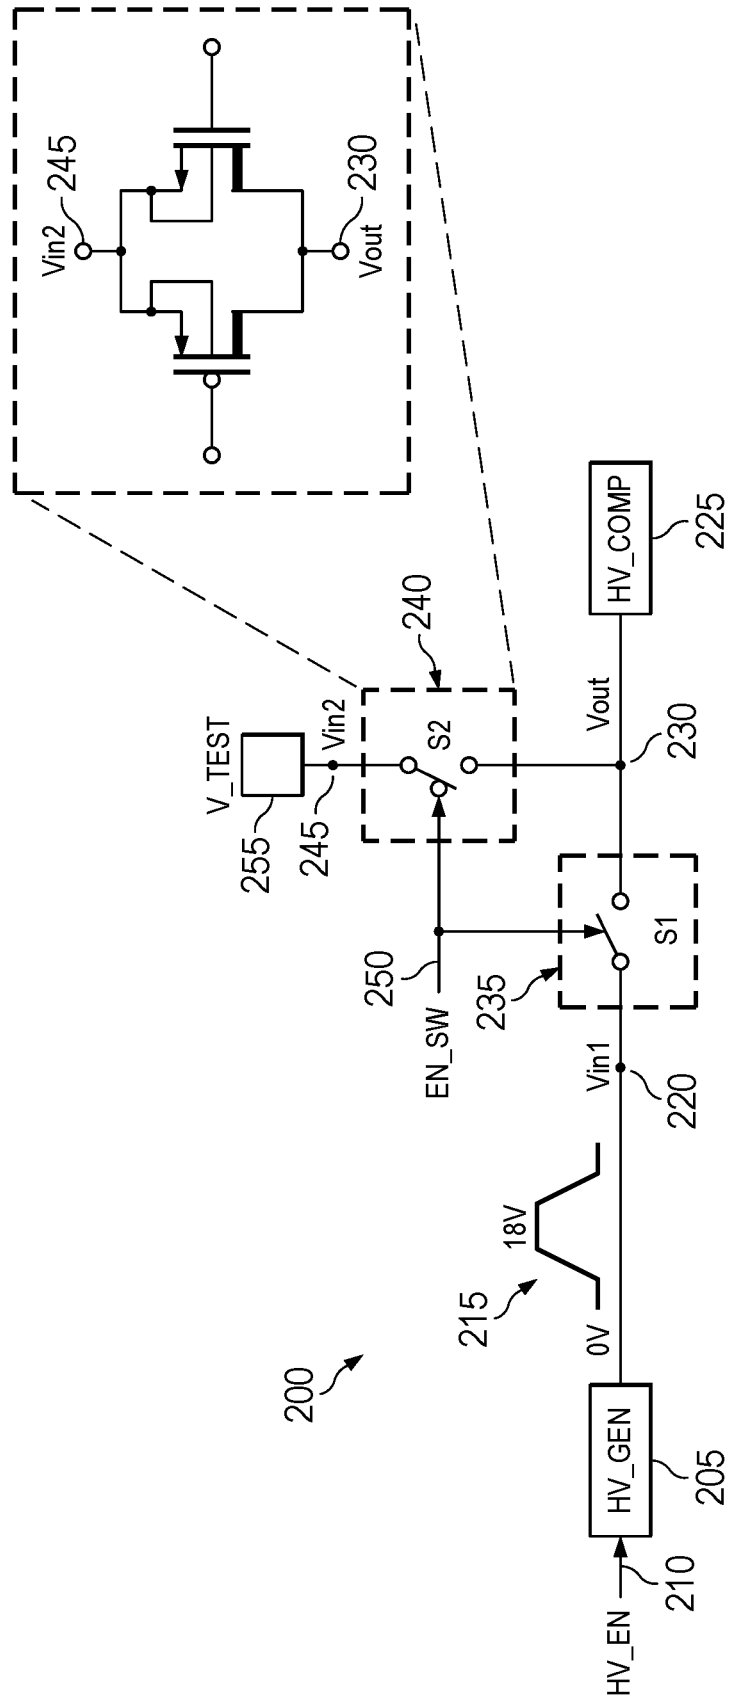 200
HV_EN
210
HV_GEN
205
0V
18V
215
Vin1
220
EN_SW
250
235
S1
V_TEST
255
245
Vin2
S2
240
Vout
230
HV_COMP
225
Vin2
245
Vout
230